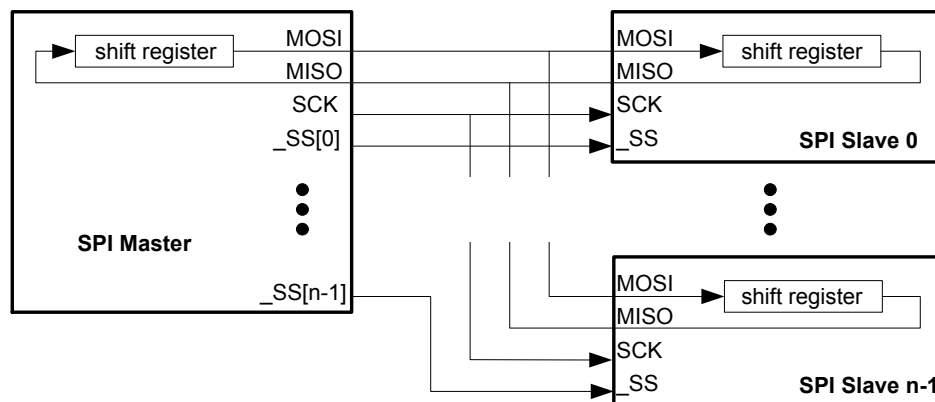 shift register
MOSI
MISO
SCK
_SS[0]
SPI Master
_SS[n-1]
MOSI
shift register
MISO
SCK
_SS
SPI Slave 0
MOSI
shift register
MISO
SCK
_SS
SPI Slave n-1